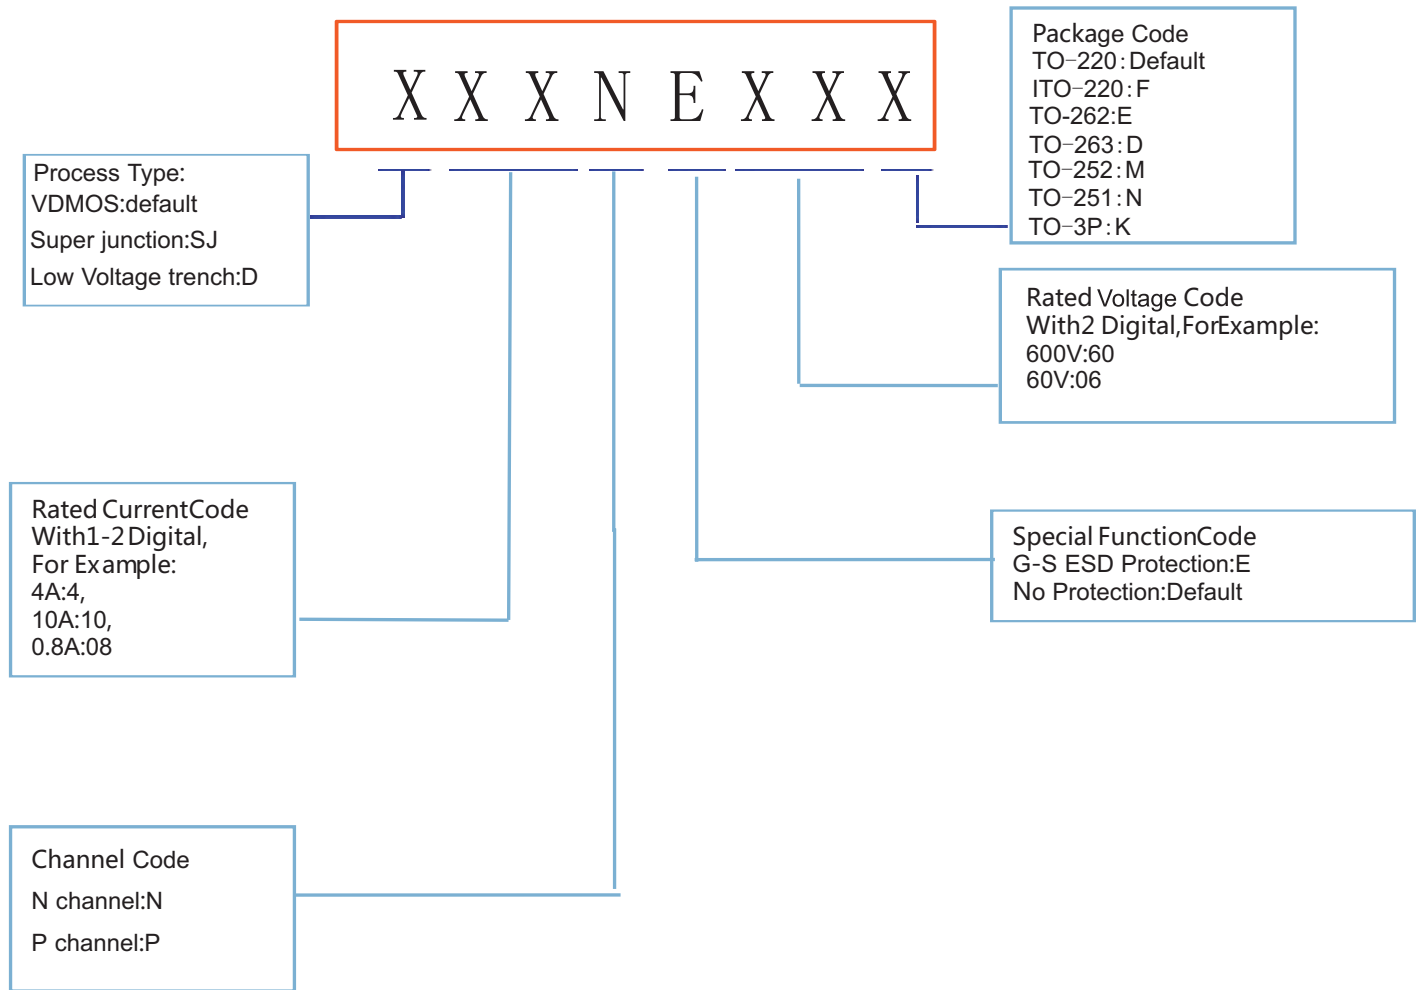 X X X N E X X X
Package Code
TO-220:Default
ITO-220:F
TO-262:E
TO-263:D
TO-252:M
TO-251:N
TO-3P:K
Process Type:
VDMOS:default
Super junction:SJ
Low Voltage trench:D
Rated Voltage Code
With2 Digital,ForExample:
600V:60
60V:06
Rated CurrentCode
With1-2Digital,
For Example:
4A:4,
10A:10,
0.8A:08
Special FunctionCode
G-S ESD Protection:E
No Protection:Default
Channel Code
N channel:N
P channel:P